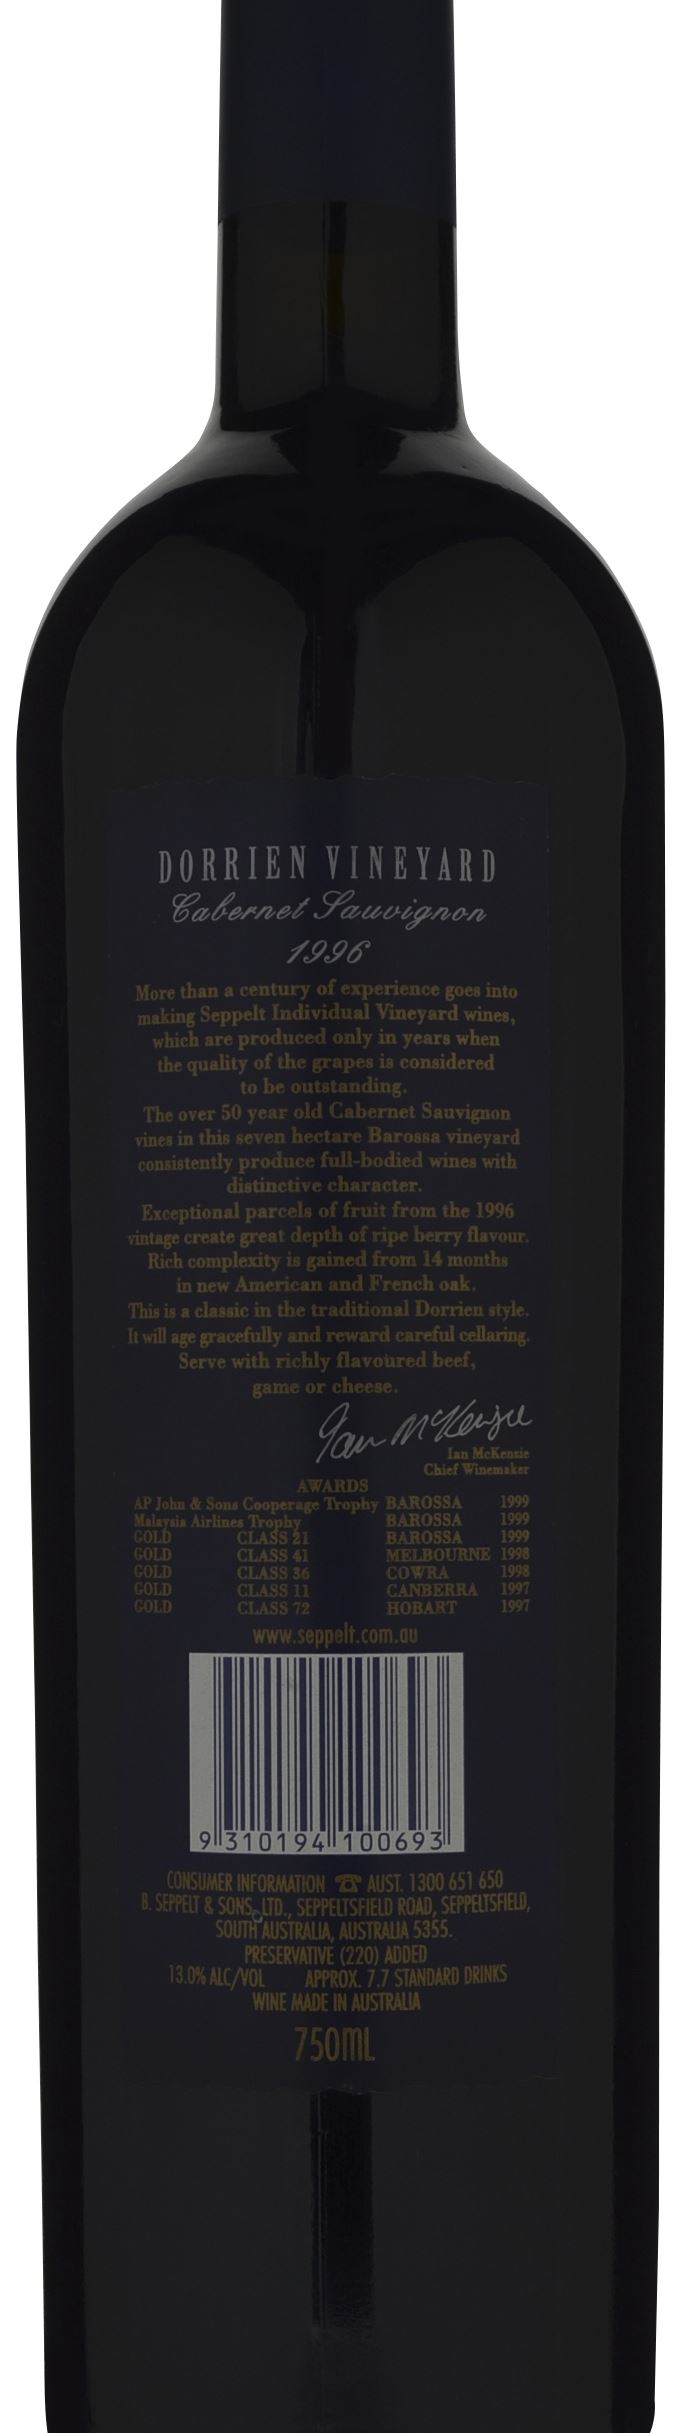 DORRIEN VINEYARD
Cabernet Sauvignon
1996
More than a century of experience goes into
making Seppelt Individual Vineyard wines,
which are produced only in years when
the quality of the grapes is considered
to be outstanding.
The over 50 year old Cabernet Sauvignon
vines in this seven hectare Barossa vineyard
consistently produce full-bodied wines with
distinctive character.
Exceptional parcels of fruit from the 1996
vintage create great depth of ripe berry flavour.
Rich complexity is gained from 14 months
in new American and French oak.
This is a classic in the traditional Dorrien style.
It will age gracefully and reward careful cellaring.
Serve with richly flavoured beef,
game or cheese.
Ian McKenzie
Ian McKenzie
Chief Winemaker
AWARDS
AP John & Sons Cooperage Trophy BAROSSA 1999
Malaysia Airlines Trophy BAROSSA 1999
GOLD CLASS 21 BAROSSA 1999
GOLD CLASS 41 MELBOURNE 1998
GOLD CLASS 36 COWRA 1998
GOLD CLASS 11 CANBERRA 1997
GOLD CLASS 72 HOBART 1997
www.seppelt.com.au
9 310194 100693
CONSUMER INFORMATION ☎ AUST. 1300 651 650
B. SEPPELT & SONS. LTD., SEPPELTSFIELD ROAD, SEPPELTSFIELD,
SOUTH AUSTRALIA, AUSTRALIA 5355.
PRESERVATIVE (220) ADDED
13.0% ALC/VOL APPROX. 7.7 STANDARD DRINKS
WINE MADE IN AUSTRALIA
750ML